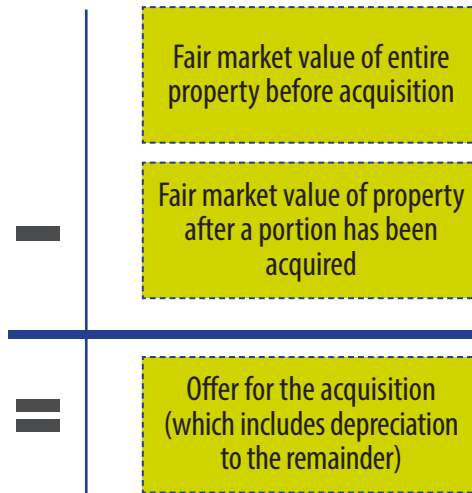 Fair market value of entire
property before acquisition
Fair market value of property
after a portion has been
acquired
Offer for the acquisition
(which includes depreciation
to the remainder)